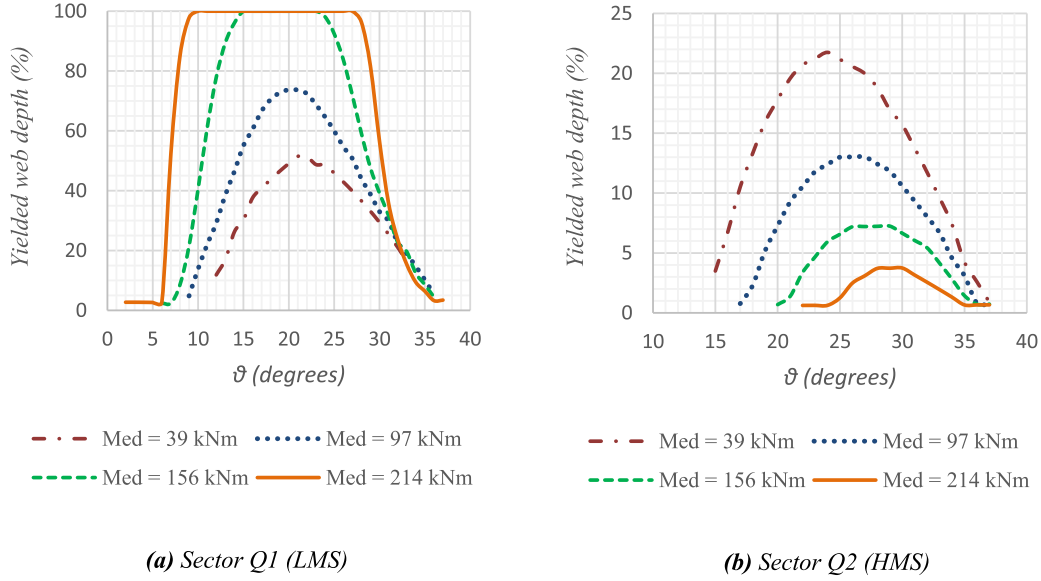 Yielded web depth (%)
100
80
60
40
20
0
0 5 10 15 20 25 30 35 40
ϑ (degrees)
Med = 39 kNm
Med = 97 kNm
Med = 156 kNm
Med = 214 kNm
(a) Sector Q1 (LMS)
Yielded web depth (%)
25
20
15
10
5
0
10 15 20 25 30 35 40
ϑ (degrees)
Med = 39 kNm
Med = 97 kNm
Med = 156 kNm
Med = 214 kNm
(b) Sector Q2 (HMS)